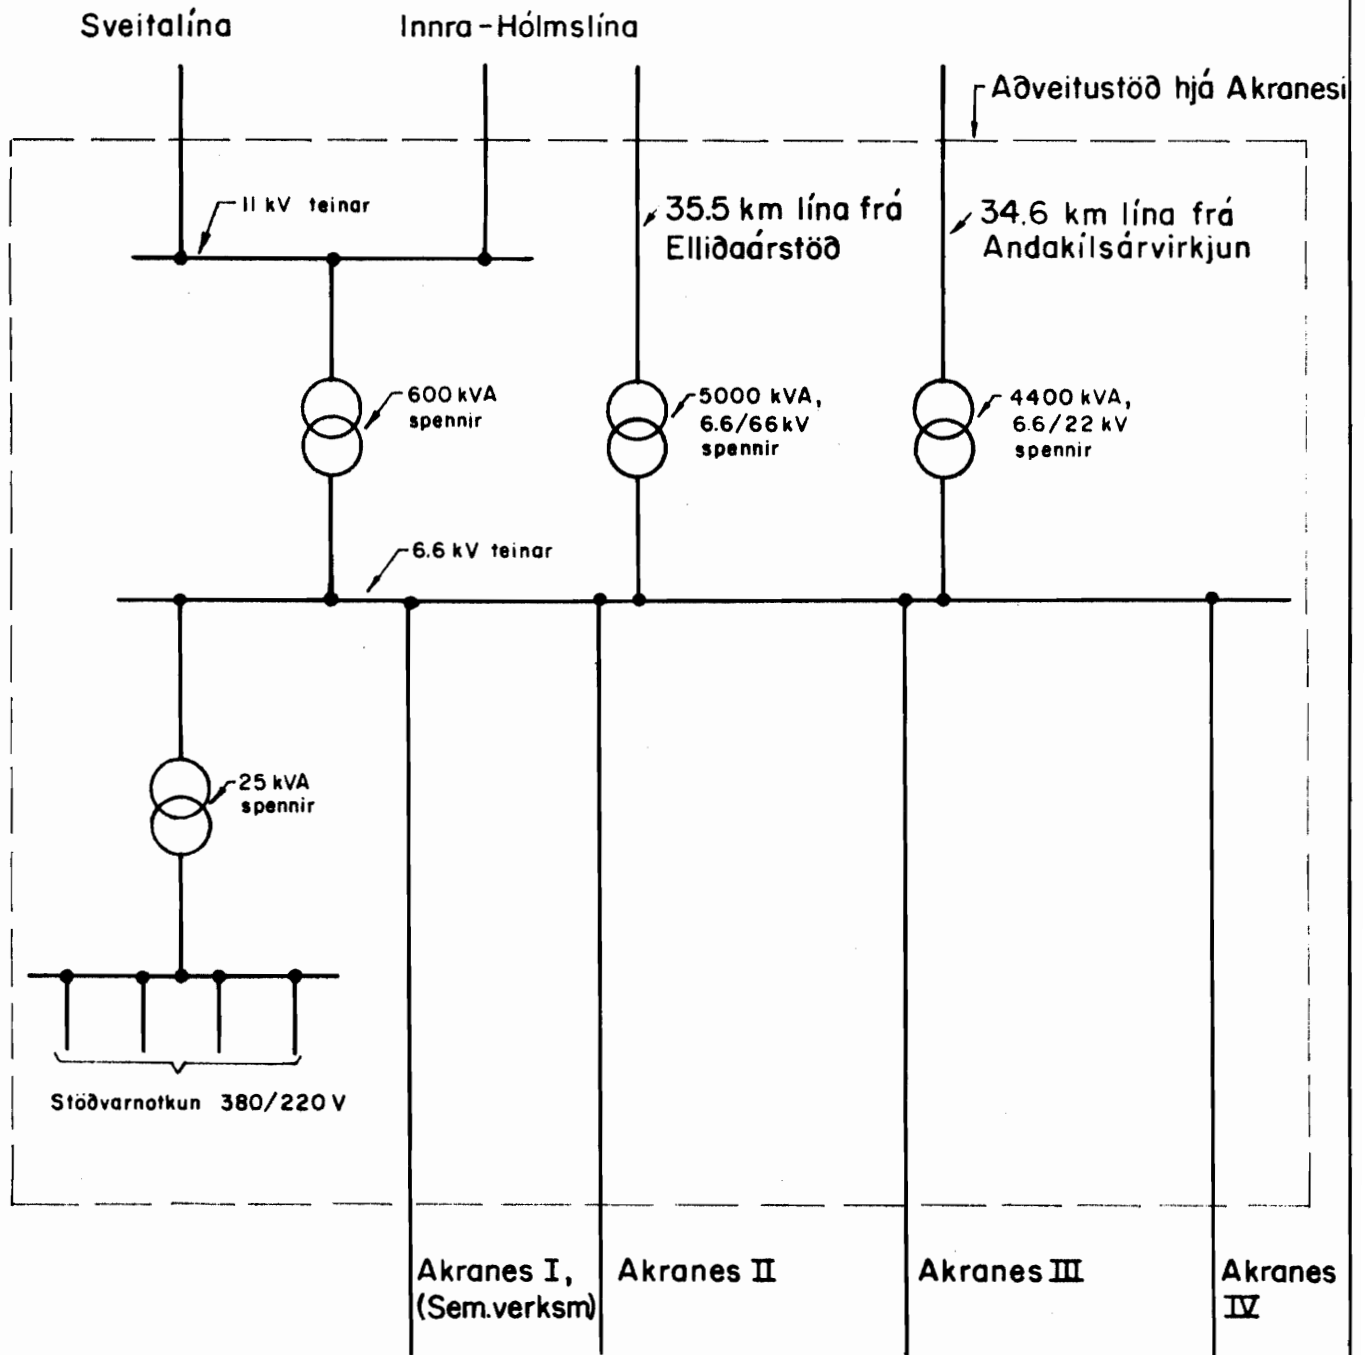 Sveitalína
Innra-Hólmslína
Aðveitustöð hjá Akranesi
11 kV teinar
35.5 km lína frá
Elliðaárstöð
34.6 km lína frá
Andakílsárvirkjun
600 kVA
spennir
5000 kVA,
6.6/66 kV
spennir
4400 kVA,
6.6/22 kV
spennir
6.6 kV teinar
25 kVA
spennir
Stöðvarnotkun 380/220 V
Akranes I,
(Sem.verksm)
Akranes II
Akranes III
Akranes
IV